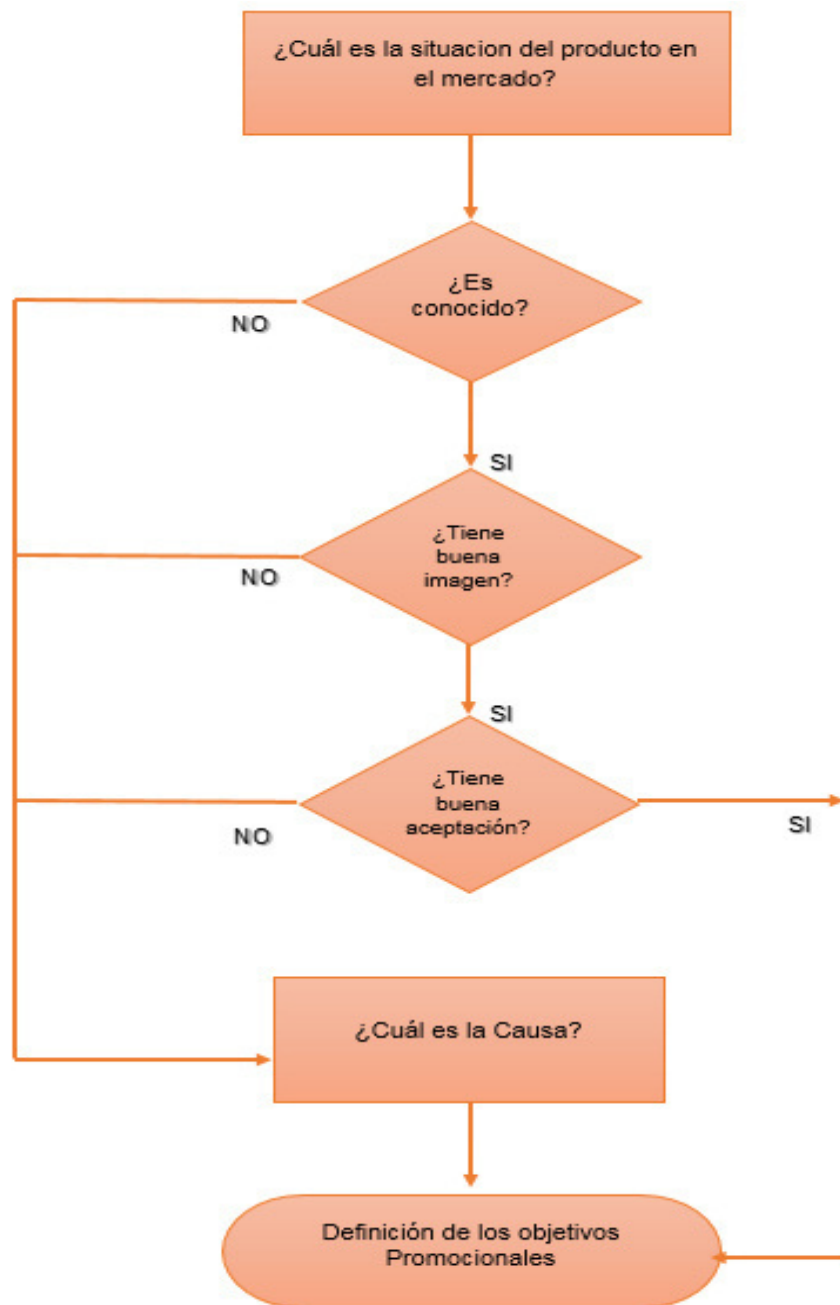 ¿Cuál es la situacion del producto en
el mercado?
¿Es
conocido?
NO
SI
¿Tiene
buena
imagen?
NO
SI
¿Tiene
buena
aceptación?
NO
SI
¿Cuál es la Causa?
Definición de los objetivos
Promocionales